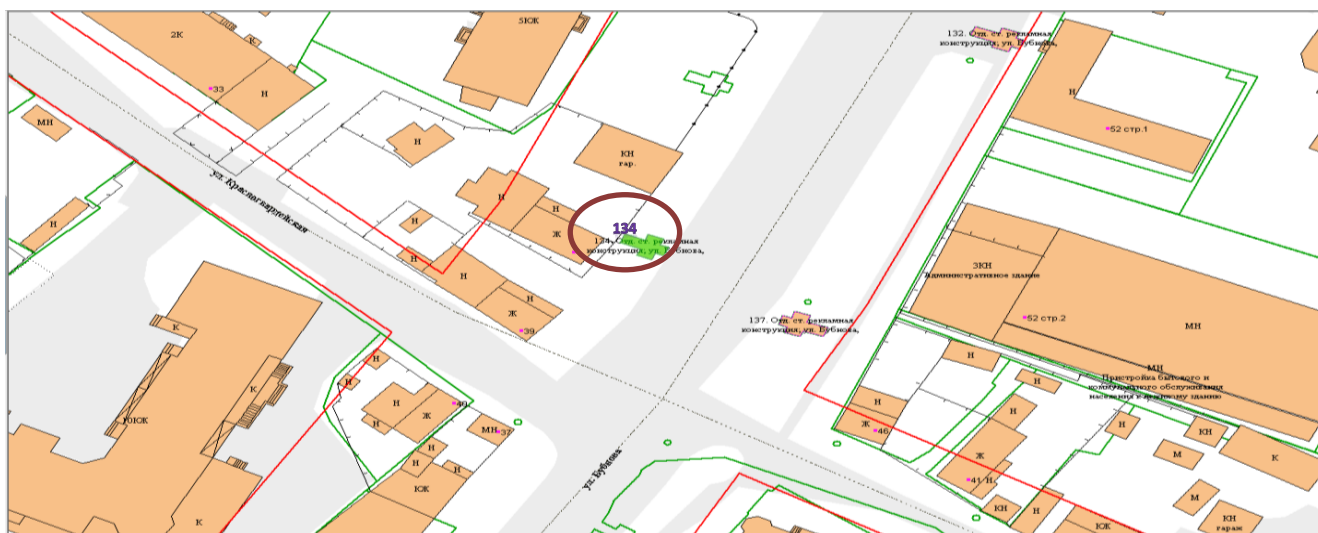 2К
К
5КЖ
132. Отд. ст. рекламная
конструкция, ул. Бубнова,
33
Н
МН
Н
КН
гар.
Н
52 стр.1
ул. Красногвардейская
Н
Н
Н
Н
Ж
134
134. Отд. ст. рекламная
конструкция, ул. Бубнова,
Н
Н
Н
Ж
39
3КН
Административное здание
52 стр.2
МН
137. Отд. ст. рекламная
конструкция, ул. Бубнова,
К
К
10КЖ
Н
Н
Н
Ж
40
Н
МН
37
Н
Н
Н
КЖ
К
ул. Бубнова
Н
Ж
46
Н
Н
МН
Пристройка бытового и
коммунального обслуживания
населения к нежилому зданию
Н
Ж
41
Н
КН
Н
КЖ
Н
КН
М
К
М
КН
гараж